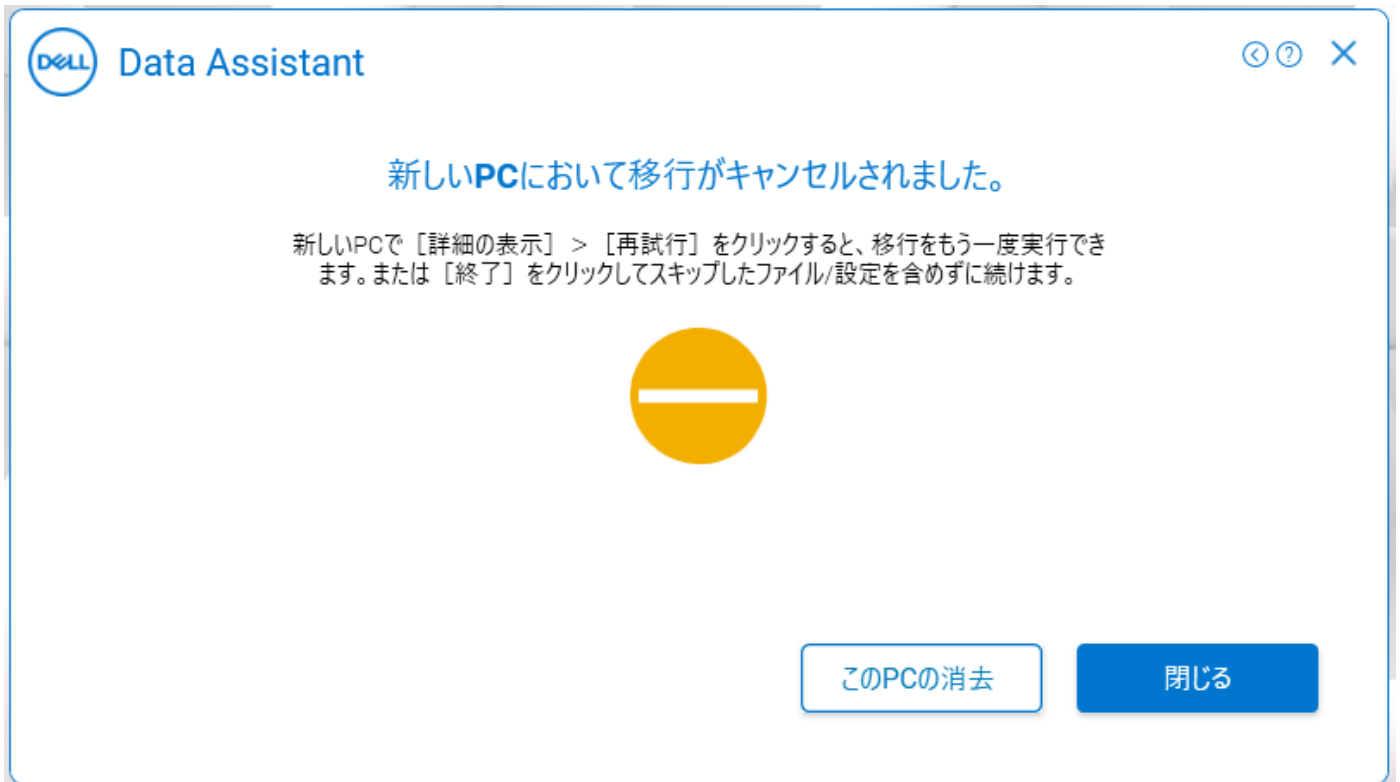 DELL
Data Assistant
新しいPCにおいて移行がキャンセルされました。
新しいPCで［詳細の表示］ > ［再試行］をクリックすると、移行をもう一度実行でき
ます。または［終了］をクリックしてスキップしたファイル/設定を含めずに続けます。
このPCの消去
閉じる